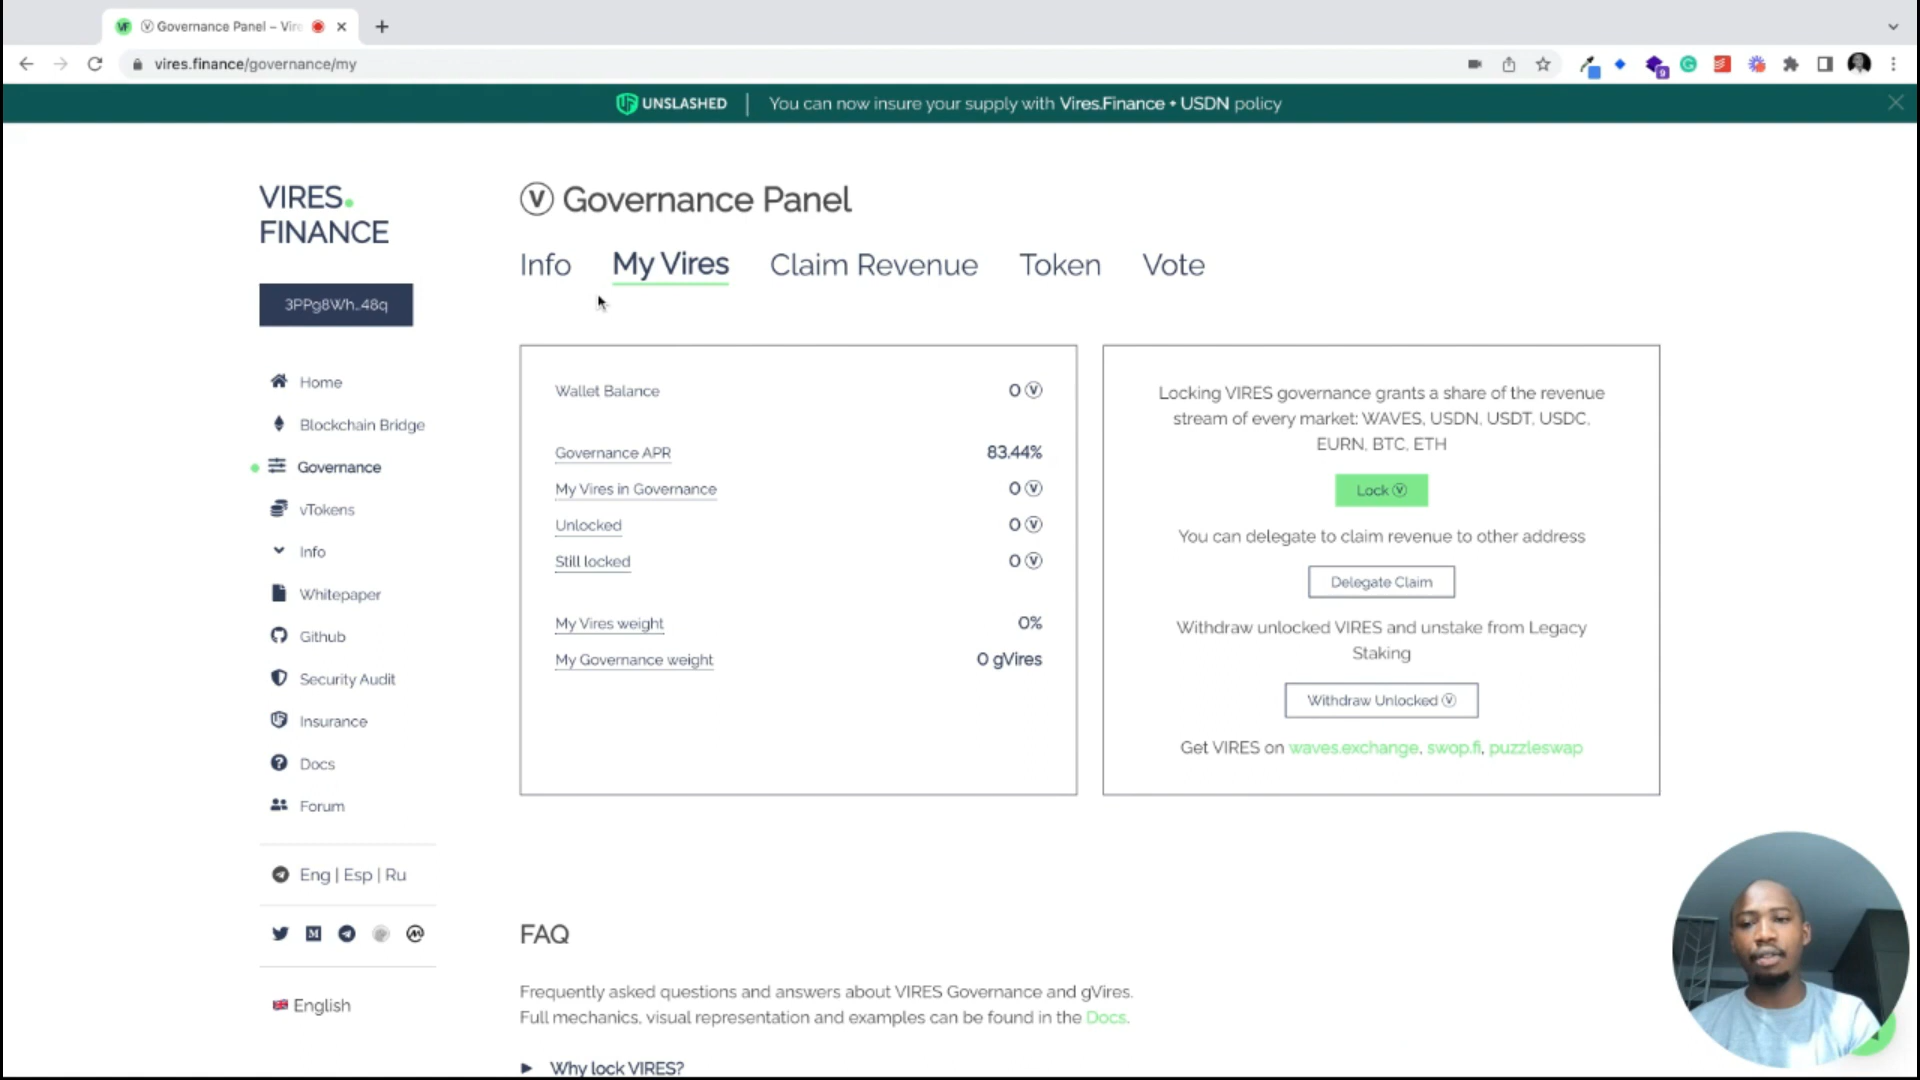 Governance Panel – Vire
vires.finance/governance/my
9
UNSLASHED | You can now insure your supply with Vires.Finance + USDN policy
VIRES.
FINANCE
3PPg8Wh...48q
Home
Blockchain Bridge
Governance
vTokens
Info
Whitepaper
Github
Security Audit
Insurance
Docs
Forum
Eng | Esp | Ru
English
Ⓥ Governance Panel
Info My Vires Claim Revenue Token Vote
Wallet Balance 0 Ⓥ
Governance APR 83.44%
My Vires in Governance 0 Ⓥ
Unlocked 0 Ⓥ
Still locked 0 Ⓥ
My Vires weight 0%
My Governance weight 0 gVires
Locking VIRES governance grants a share of the revenue
stream of every market: WAVES, USDN, USDT, USDC,
EURN, BTC, ETH
Lock Ⓥ
You can delegate to claim revenue to other address
Delegate Claim
Withdraw unlocked VIRES and unstake from Legacy
Staking
Withdraw Unlocked Ⓥ
Get VIRES on waves.exchange, swop.fi, puzzleswap
FAQ
Frequently asked questions and answers about VIRES Governance and gVires.
Full mechanics, visual representation and examples can be found in the Docs.
Why lock VIRES?